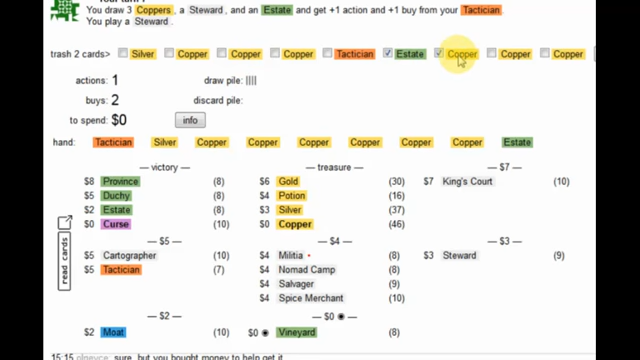 You draw 3 Coppers, a Steward, and an Estate and get +1 action and +1 buy from your Tactician
You play a Steward.
trash 2 cards> Silver Copper Copper Copper Tactician Estate Copper Copper Copper
actions: 1 draw pile: ||||
buys: 2 discard pile:
to spend: $0 info
hand: Tactician Silver Copper Copper Copper Copper Copper Copper Estate
— victory — — treasure — — $7 —
$8 Province (8) $6 Gold (30) $7 King's Court (10)
$5 Duchy (8) $4 Potion (16)
$2 Estate (8) $3 Silver (37)
$0 Curse (10) $0 Copper (46)
read cards
— $5 — — $4 — — $3 —
$5 Cartographer (10) $4 Militia (8) $3 Steward (9)
$5 Tactician (7) $4 Nomad Camp (8)
$4 Salvager (9)
$4 Spice Merchant (10)
— $2 — — $0 —
$2 Moat (10) $0 Vineyard (8)
15:15 sure, but you bought money to help get it